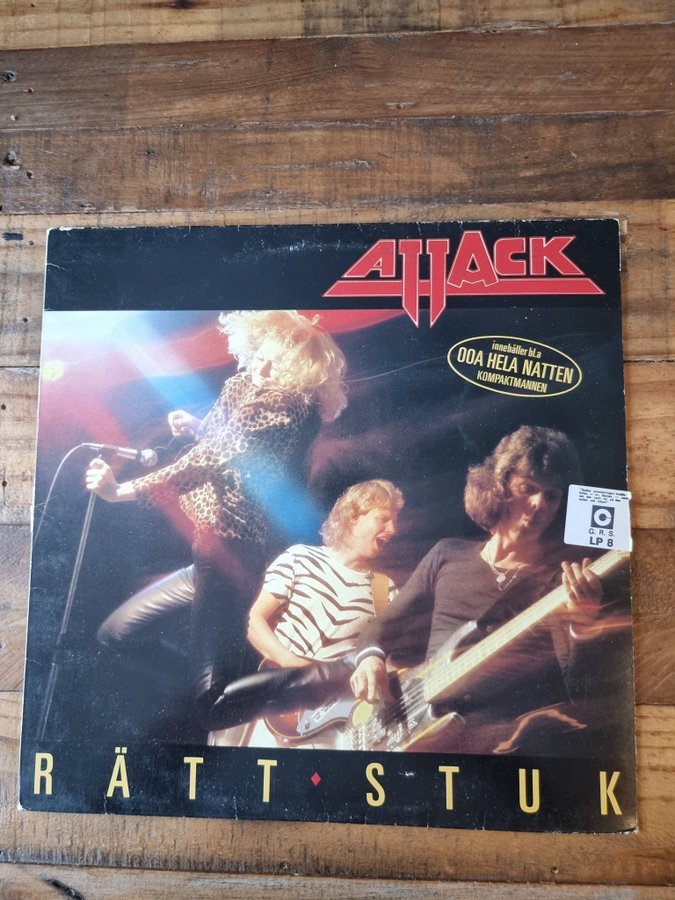 ATTACK
innehåller bl.a
OOA HELA NATTEN
KOMPAKTMANNEN
C
G. R. S.
LP 8
RÄTT · STUK